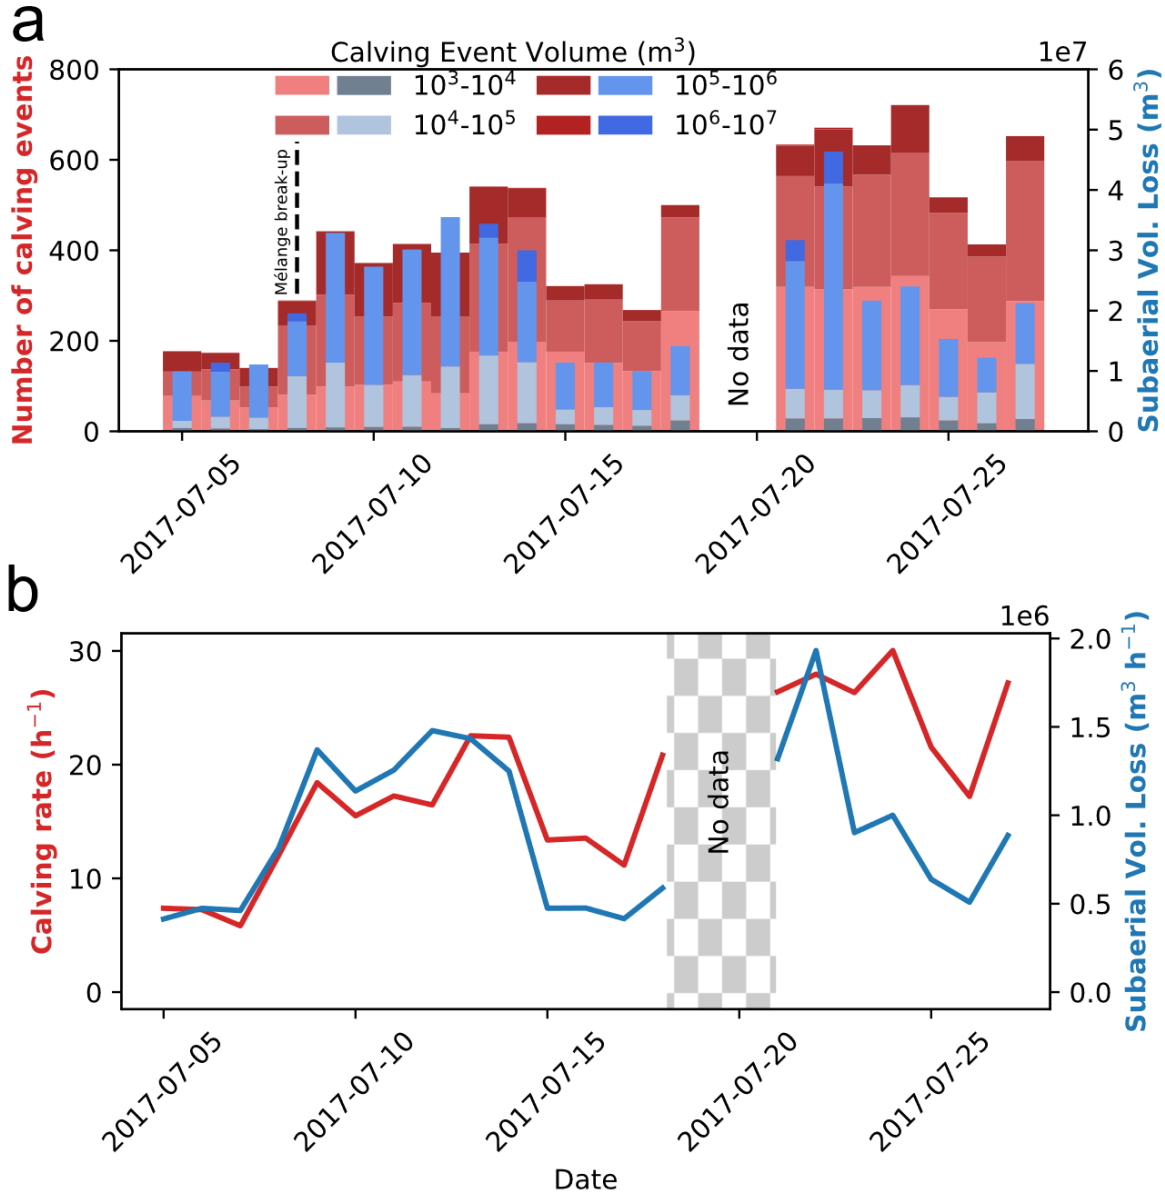 a
Calving Event Volume (m³)
1e7
10³-10⁴
10⁵-10⁶
10⁴-10⁵
10⁶-10⁷
Number of calving events
800
600
400
200
0
Mélange break-up
No data
6
5
4
3
2
1
0
Subaerial Vol. Loss (m³)
2017-07-05
2017-07-10
2017-07-15
2017-07-20
2017-07-25
b
1e6
Calving rate (h⁻¹)
30
20
10
0
No data
2.0
1.5
1.0
0.5
0.0
Subaerial Vol. Loss (m³ h⁻¹)
2017-07-05
2017-07-10
2017-07-15
2017-07-20
2017-07-25
Date